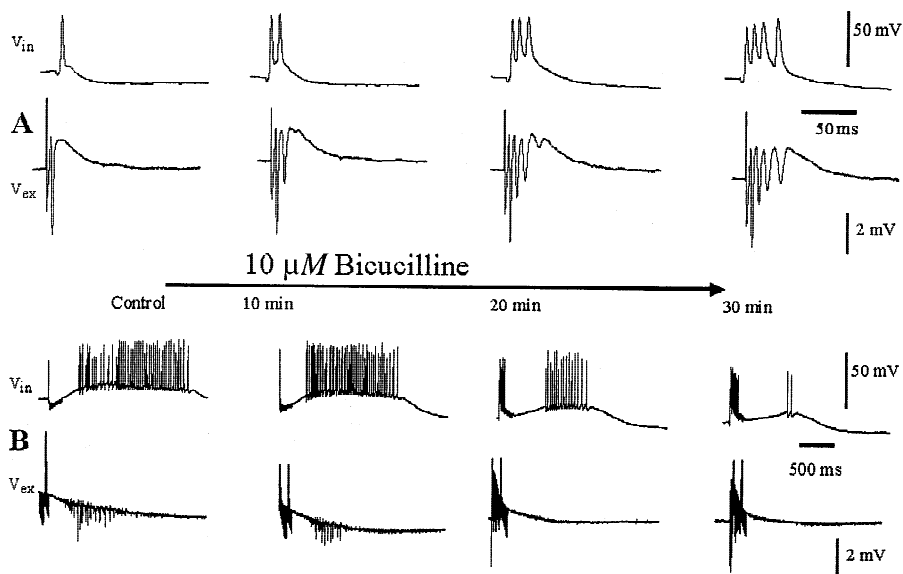 V_in
50 mV
A
50 ms
V_ex
2 mV
10 µM Bicucilline
Control 10 min 20 min 30 min
V_in
50 mV
B
500 ms
V_ex
2 mV